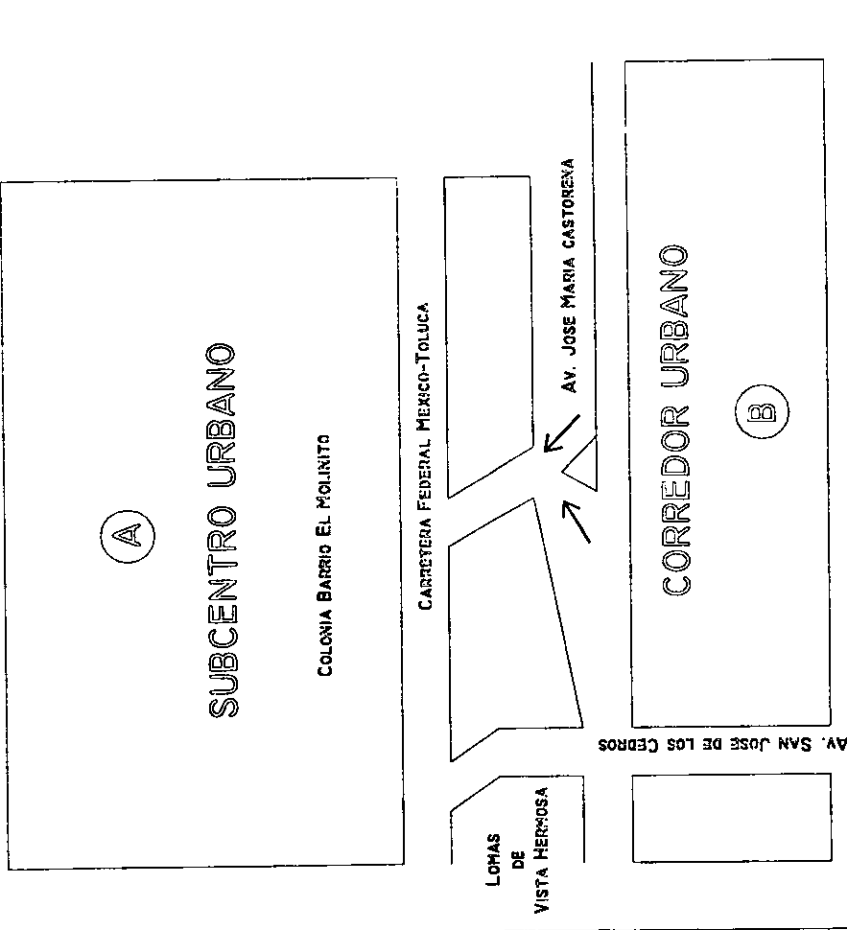 A
SUBCENTRO URBANO
COLONIA BARRIO EL MOLINITO
CARRETERA FEDERAL MEXICO-TOLUCA
AV. JOSE MARIA CASTORENA
CORREDOR URBANO
B
AV. SAN JOSE DE LOS CEDROS
LOMAS
DE
VISTA HERMOSA